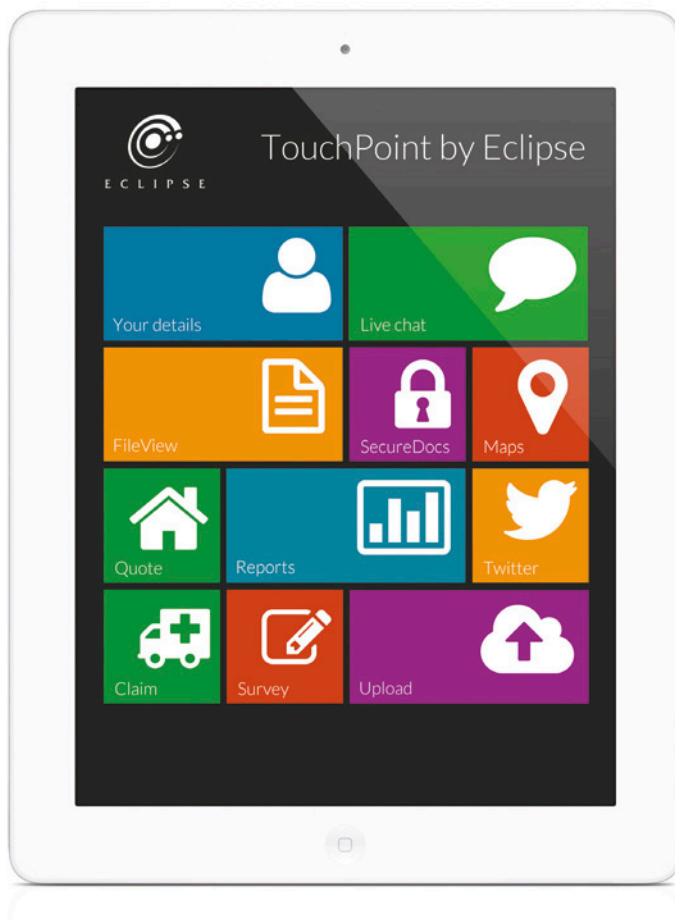 ECLIPSE
TouchPoint by Eclipse
Your details
Live chat
FileView
SecureDocs
Maps
Quote
Reports
Twitter
Claim
Survey
Upload